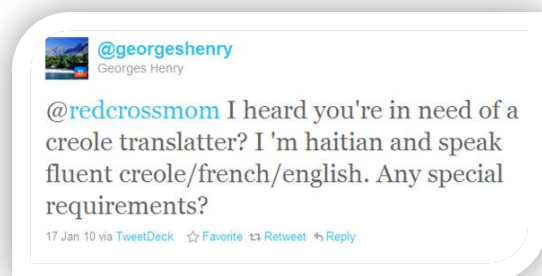 @georgeshenry
Georges Henry
@redcrossmom I heard you're in need of a
creole translatter? I 'm haitian and speak
fluent creole/french/english. Any special
requirements?
17 Jan 10 via TweetDeck Favorite Retweet Reply